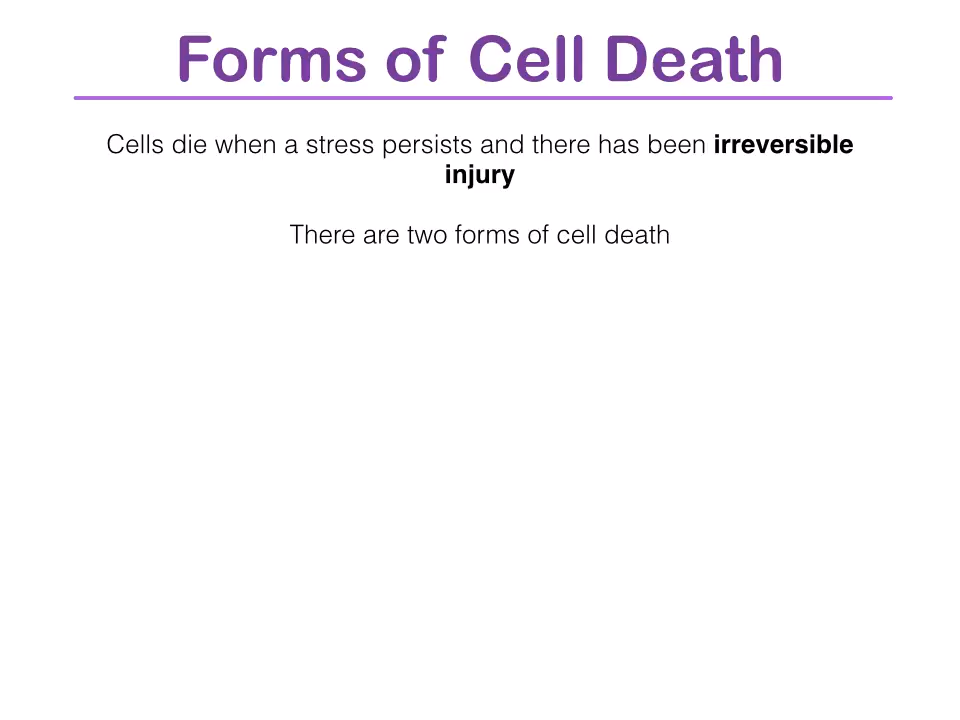 Forms of Cell Death
Cells die when a stress persists and there has been irreversible
injury
There are two forms of cell death